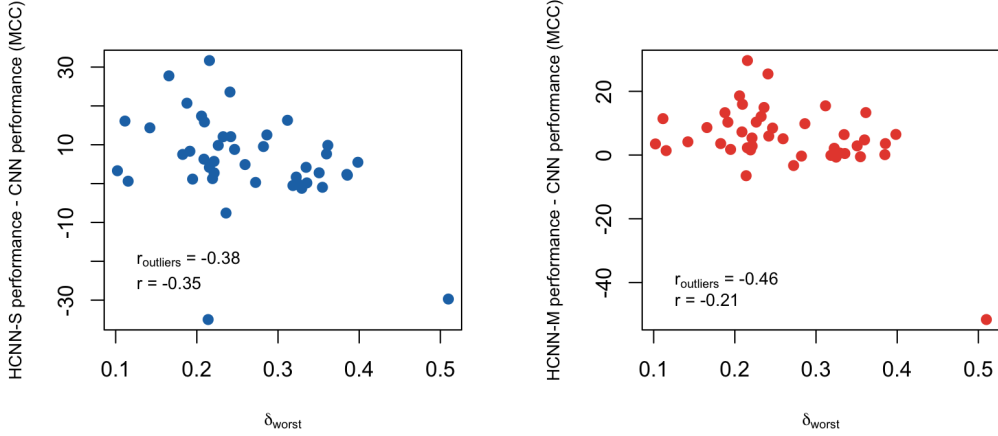 HCNN-S performance - CNN performance (MCC)
30
10
-10
-30
r_outliers = -0.38
r = -0.35
0.1 0.2 0.3 0.4 0.5
δ_worst
HCNN-M performance - CNN performance (MCC)
20
0
-20
-40
r_outliers = -0.46
r = -0.21
0.1 0.2 0.3 0.4 0.5
δ_worst